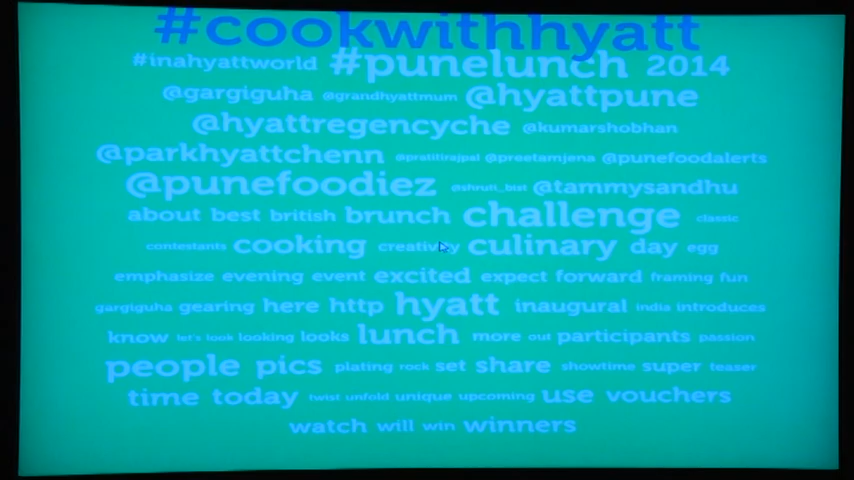 #cookwithhyatt
#inahyattworld #punelunch 2014
@gargiguha @grandhyattmum @hyattpune
@hyattregencyche @kumarshobhan
@parkhyattchenn @pratitirajpal @preetamjena @punefoodalerts
@punefoodiez @shruti_bist @tammysandhu
about best british brunch challenge classic
contestants cooking creativity culinary day egg
emphasize evening event excited expect forward framing fun
gargiguha gearing here http hyatt inaugural india introduces
know let's look looking looks lunch more out participants passion
people pics plating rock set share showtime super teaser
time today twist unfold unique upcoming use vouchers
watch will win winners